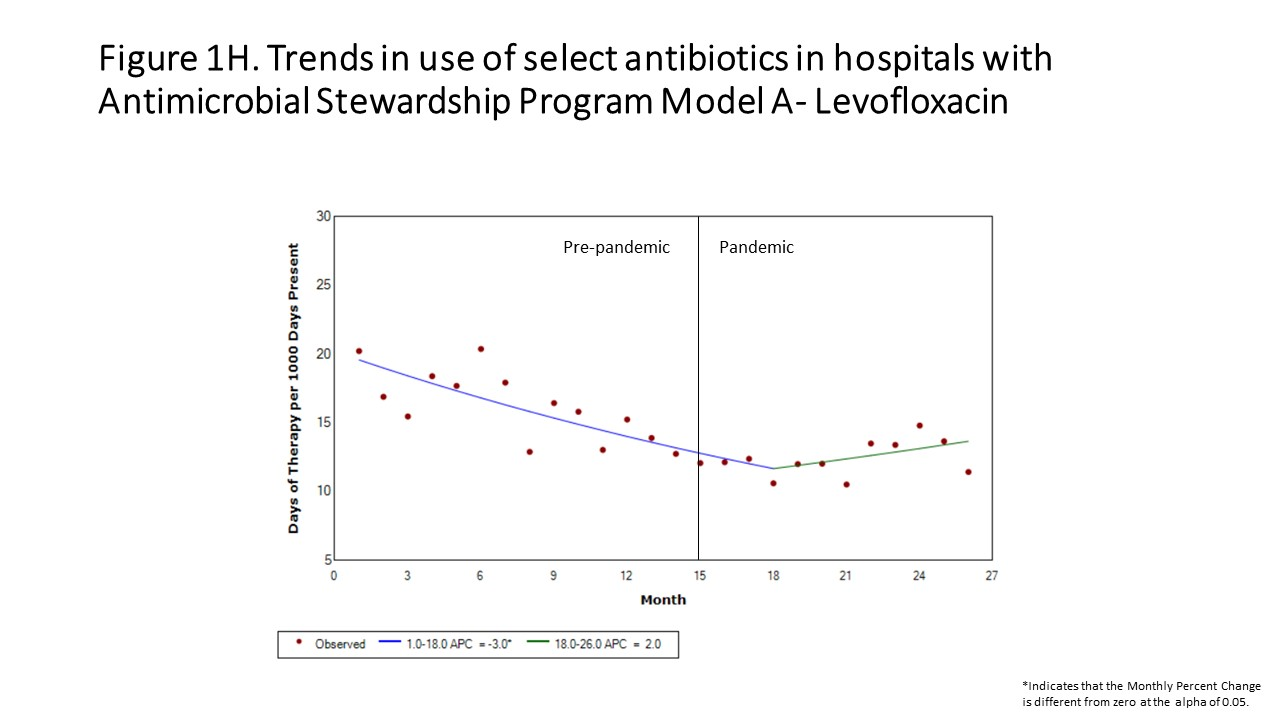 Figure 1H. Trends in use of select antibiotics in hospitals with
Antimicrobial Stewardship Program Model A- Levofloxacin
Days of Therapy per 1000 Days Present
30
25
20
15
10
5
Pre-pandemic
Pandemic
0 3 6 9 12 15 18 21 24 27
Month
Observed 1.0-18.0 APC = -3.0* 18.0-26.0 APC = 2.0
*Indicates that the Monthly Percent Change
is different from zero at the alpha of 0.05.